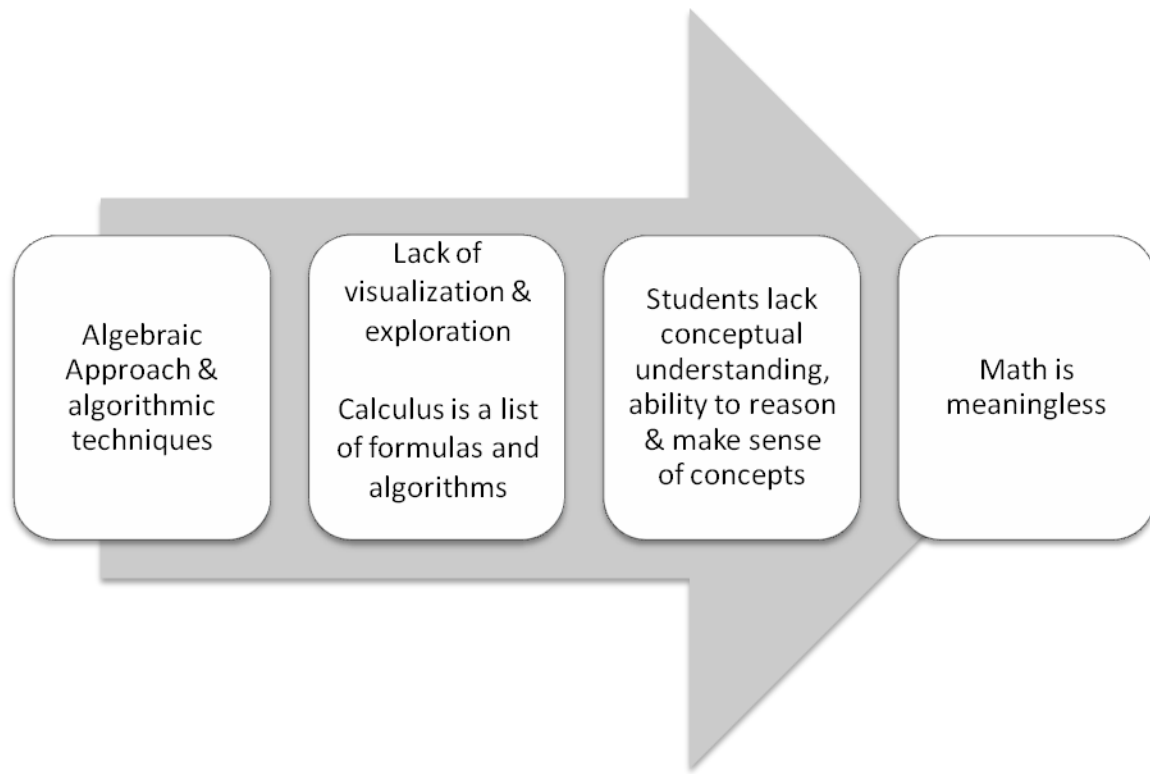 Algebraic
Approach &
algorithmic
techniques
Lack of
visualization &
exploration
Calculus is a list
of formulas and
algorithms
Students lack
conceptual
understanding,
ability to reason
& make sense
of concepts
Math is
meaningless